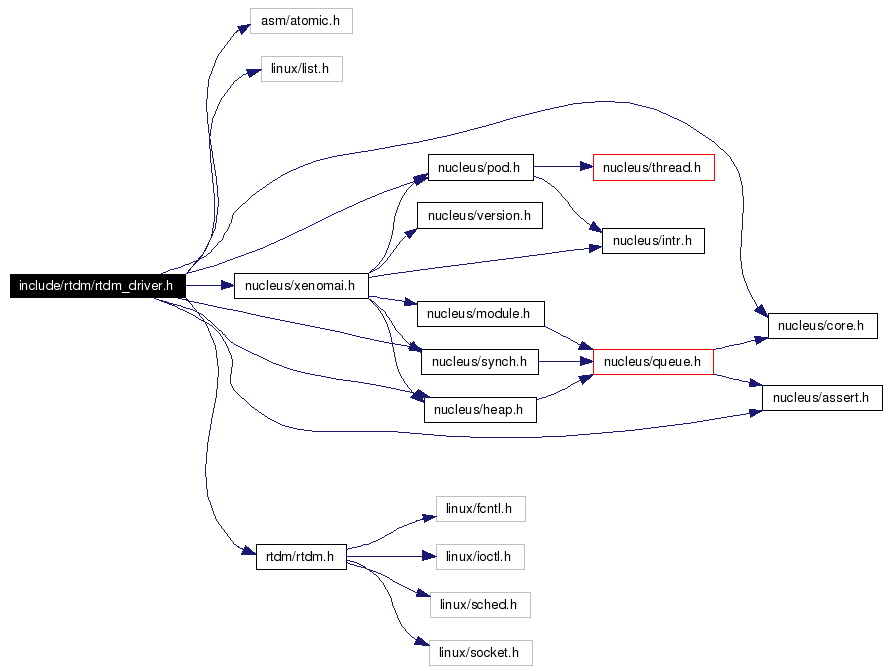 asm/atomic.h
linux/list.h
nucleus/pod.h
nucleus/thread.h
nucleus/version.h
nucleus/intr.h
include/rtdm/rtdm_driver.h
nucleus/xenomai.h
nucleus/module.h
nucleus/core.h
nucleus/synch.h
nucleus/queue.h
nucleus/heap.h
nucleus/assert.h
linux/fcntl.h
rtdm/rtdm.h
linux/ioctl.h
linux/sched.h
linux/socket.h